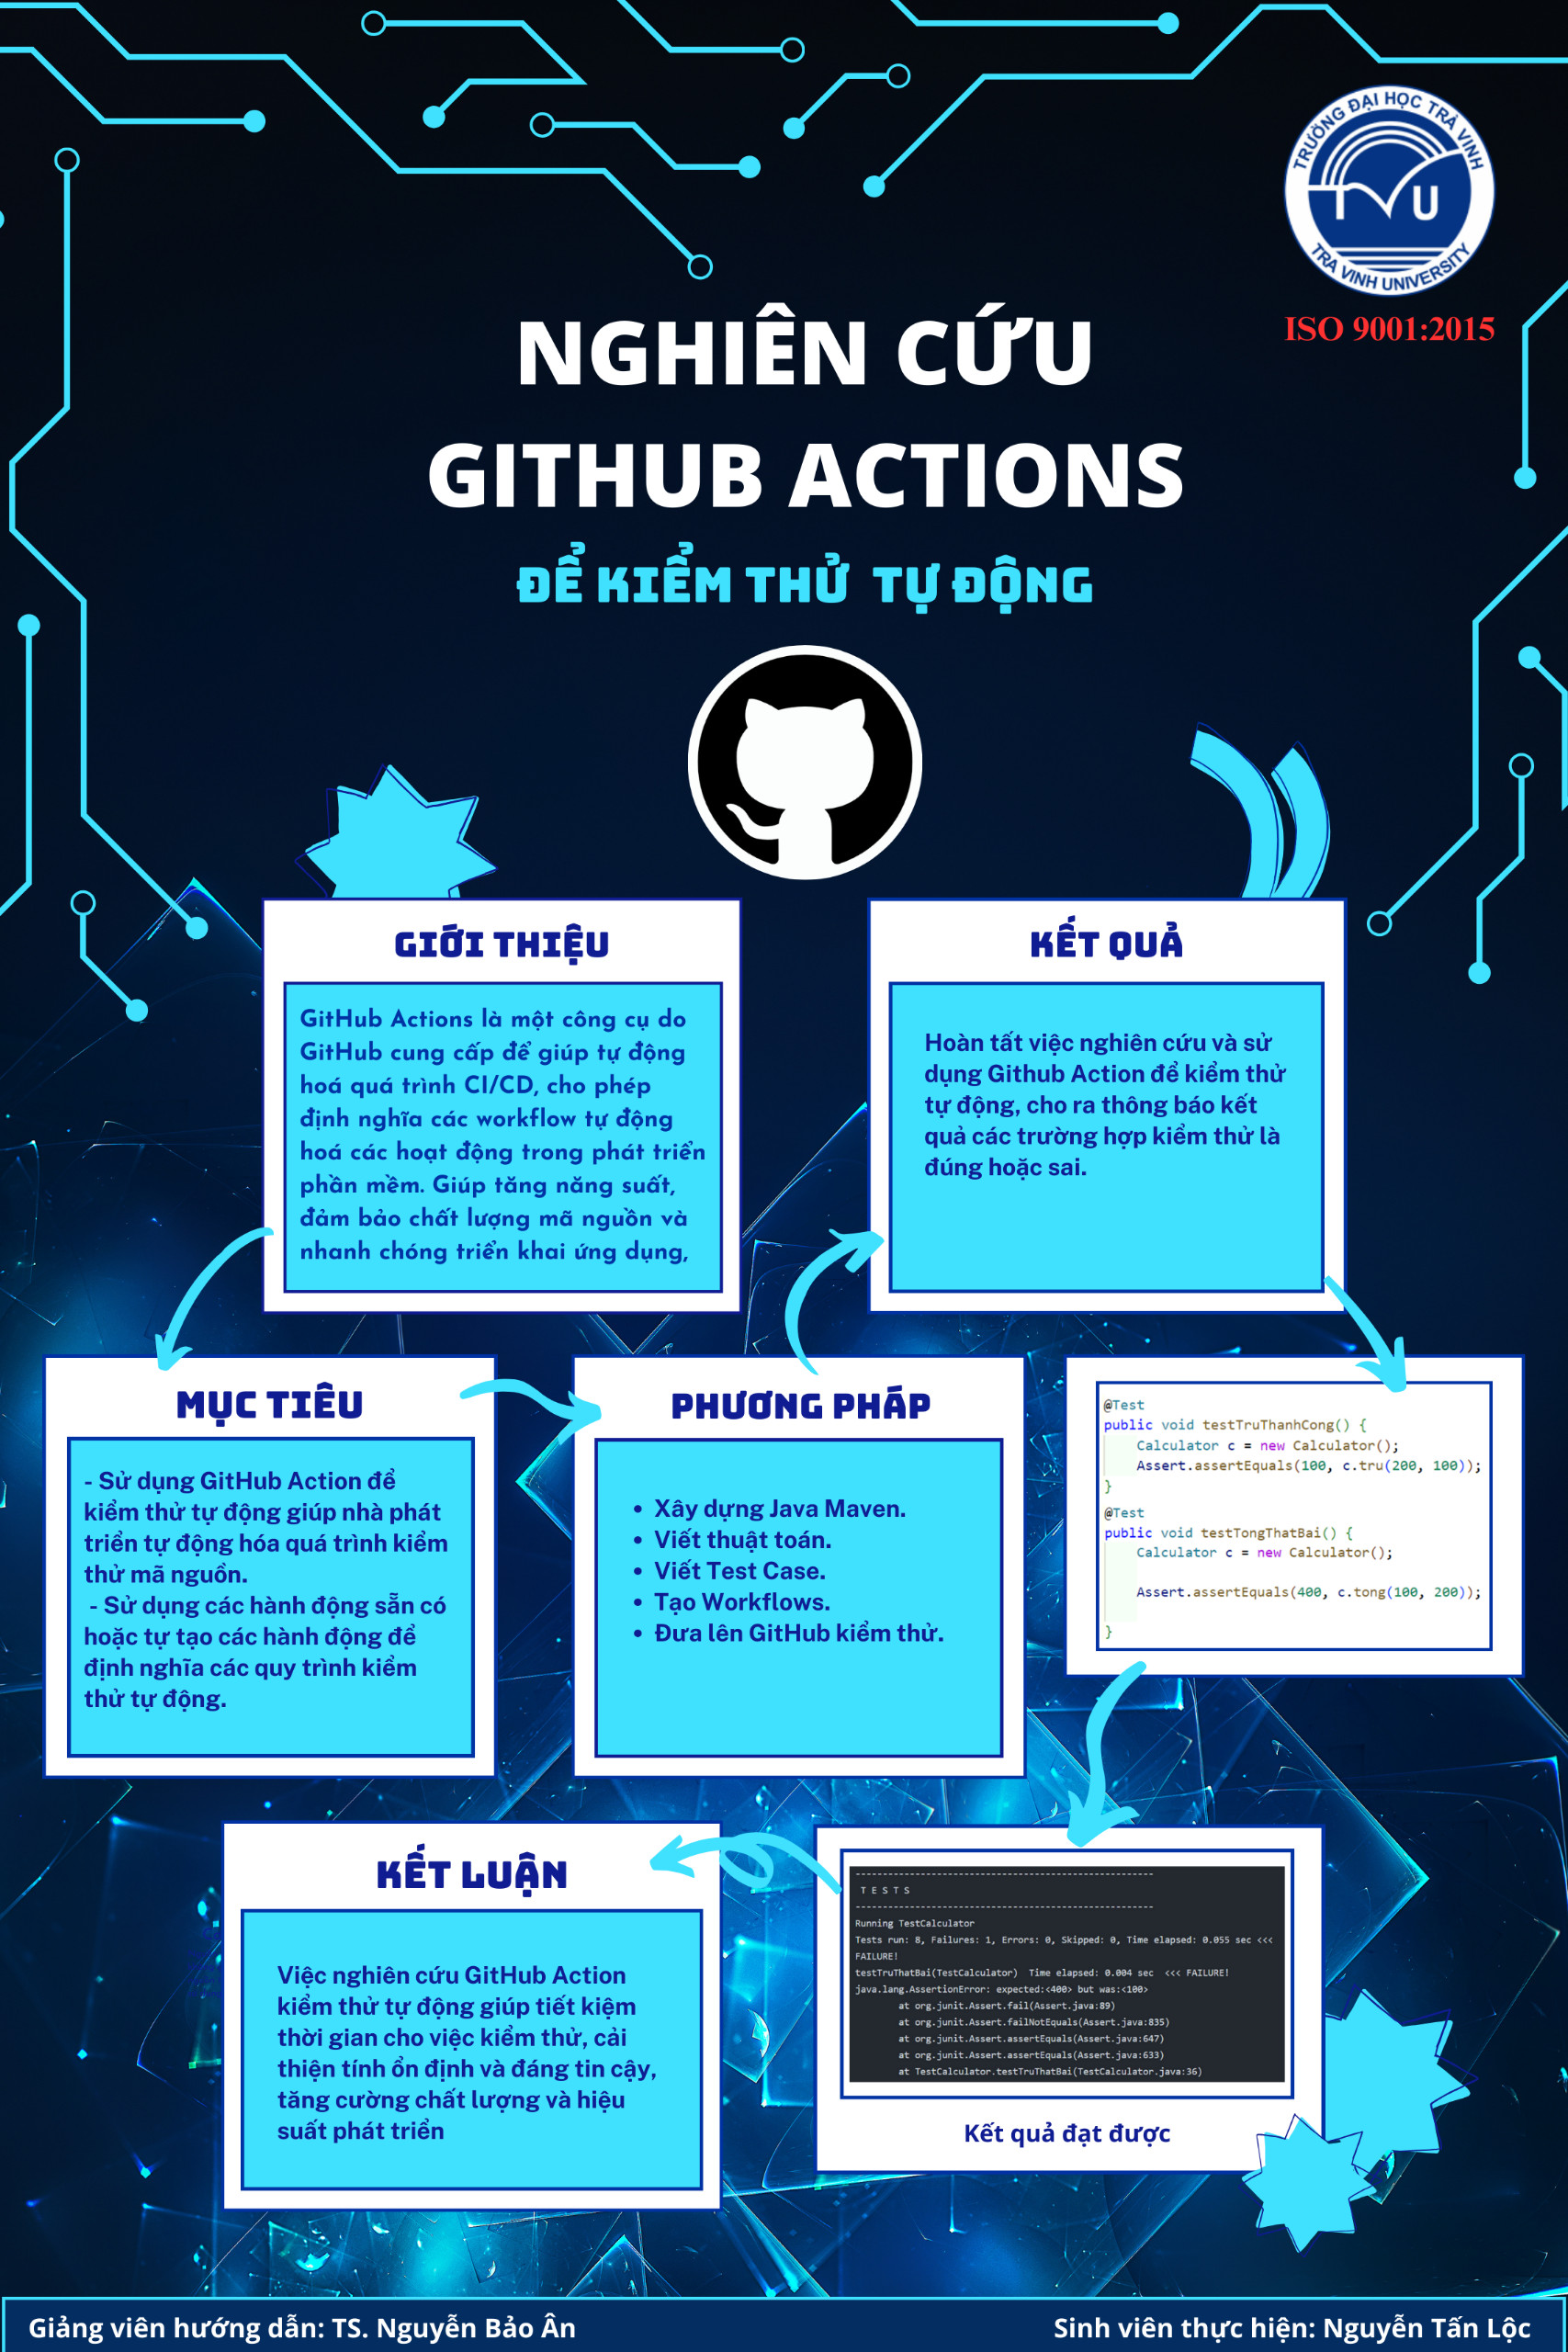 TRƯỜNG ĐẠI HỌC TRÀ VINH
TVU
TRA VINH UNIVERSITY
ISO 9001:2015
NGHIÊN CỨU
GITHUB ACTIONS
ĐỂ KIỂM THỬ TỰ ĐỘNG
GIỚI THIỆU
GitHub Actions là một công cụ do
GitHub cung cấp để giúp tự động
hoá quá trình CI/CD, cho phép
định nghĩa các workflow tự động
hoá các hoạt động trong phát triển
phần mềm. Giúp tăng năng suất,
đảm bảo chất lượng mã nguồn và
nhanh chóng triển khai ứng dụng,
MỤC TIÊU
- Sử dụng GitHub Action để
kiểm thử tự động giúp nhà phát
triển tự động hóa quá trình kiểm
thử mã nguồn.
- Sử dụng các hành động sẵn có
hoặc tự tạo các hành động để
định nghĩa các quy trình kiểm
thử tự động.
PHƯƠNG PHÁP
• Xây dựng Java Maven.
• Viết thuật toán.
• Viết Test Case.
• Tạo Workflows.
• Đưa lên GitHub kiểm thử.
KẾT QUẢ
Hoàn tất việc nghiên cứu và sử
dụng Github Action để kiểm thử
tự động, cho ra thông báo kết
quả các trường hợp kiểm thử là
đúng hoặc sai.
@Test
public void testTruThanhCong() {
Calculator c = new Calculator();
Assert.assertEquals(100, c.tru(200, 100));
}
@Test
public void testTongThatBai() {
Calculator c = new Calculator();
Assert.assertEquals(400, c.tong(100, 200));
}
-------------------------------------------------------
T E S T S
-------------------------------------------------------
Running TestCalculator
Tests run: 8, Failures: 1, Errors: 0, Skipped: 0, Time elapsed: 0.055 sec <<<
FAILURE!
testTruThatBai(TestCalculator) Time elapsed: 0.004 sec <<< FAILURE!
java.lang.AssertionError: expected:<400> but was:<100>
at org.junit.Assert.fail(Assert.java:89)
at org.junit.Assert.failNotEquals(Assert.java:835)
at org.junit.Assert.assertEquals(Assert.java:647)
at org.junit.Assert.assertEquals(Assert.java:633)
at TestCalculator.testTruThatBai(TestCalculator.java:36)
Kết quả đạt được
KẾT LUẬN
Việc nghiên cứu GitHub Action
kiểm thử tự động giúp tiết kiệm
thời gian cho việc kiểm thử, cải
thiện tính ổn định và đáng tin cậy,
tăng cường chất lượng và hiệu
suất phát triển
Giảng viên hướng dẫn: TS. Nguyễn Bảo Ân
Sinh viên thực hiện: Nguyễn Tấn Lộc